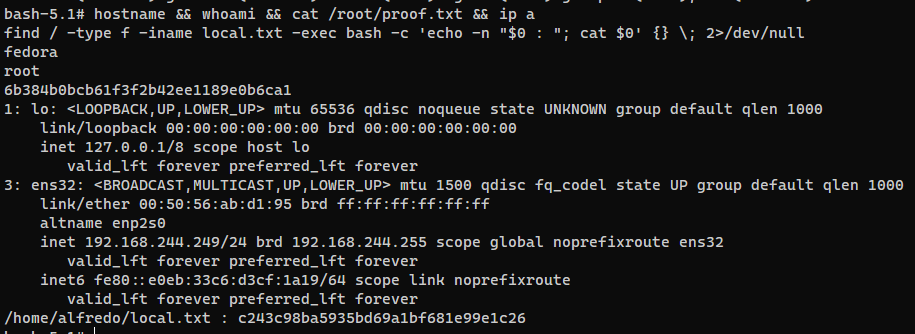 bash-5.1# hostname && whoami && cat /root/proof.txt && ip a
find / -type f -iname local.txt -exec bash -c 'echo -n "$0 : "; cat $0' {} \; 2>/dev/null
fedora
root
6b384b0bcb61f3f2b42ee1189e0b6ca1
1: lo: <LOOPBACK,UP,LOWER_UP> mtu 65536 qdisc noqueue state UNKNOWN group default qlen 1000
    link/loopback 00:00:00:00:00:00 brd 00:00:00:00:00:00
    inet 127.0.0.1/8 scope host lo
       valid_lft forever preferred_lft forever
3: ens32: <BROADCAST,MULTICAST,UP,LOWER_UP> mtu 1500 qdisc fq_codel state UP group default qlen 1000
    link/ether 00:50:56:ab:d1:95 brd ff:ff:ff:ff:ff:ff
    altname enp2s0
    inet 192.168.244.249/24 brd 192.168.244.255 scope global noprefixroute ens32
       valid_lft forever preferred_lft forever
    inet6 fe80::e0eb:33c6:d3cf:1a19/64 scope link noprefixroute
       valid_lft forever preferred_lft forever
/home/alfredo/local.txt : c243c98ba5935bd69a1bf681e99e1c26